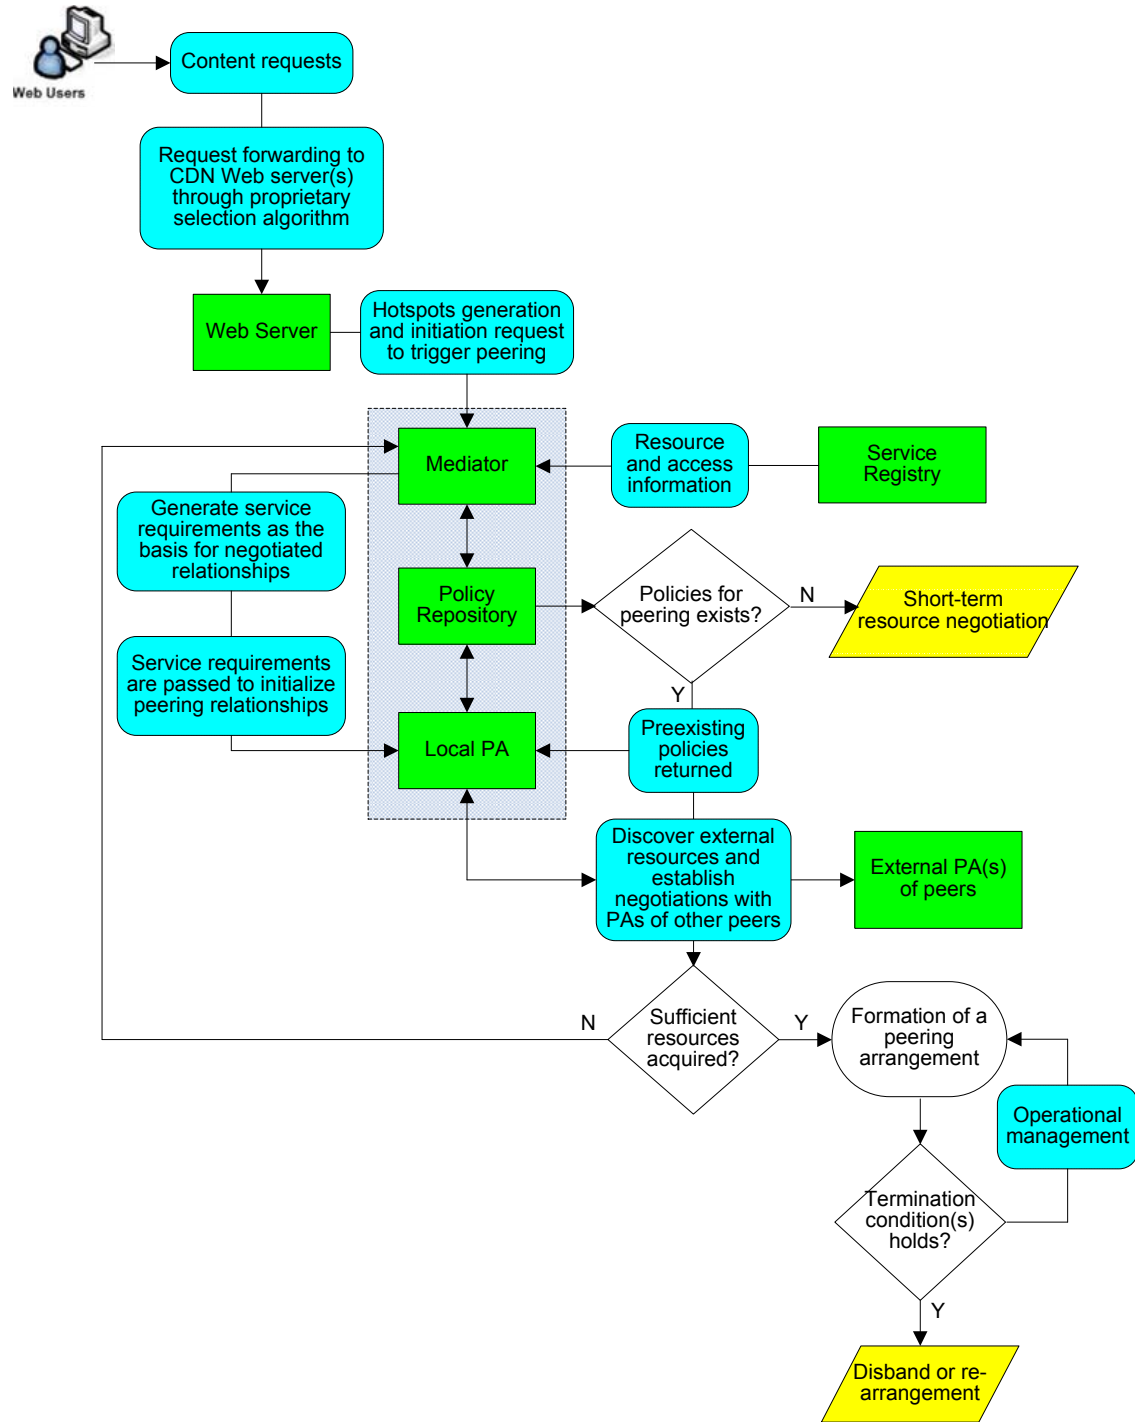 Web Users
Content requests
Request forwarding to
CDN Web server(s)
through proprietary
selection algorithm
Web Server
Hotspots generation
and initiation request
to trigger peering
Mediator
Resource
and access
information
Service
Registry
Generate service
requirements as the
basis for negotiated
relationships
Policy
Repository
Policies for
peering exists?
N
Short-term
resource negotiation
Service requirements
are passed to initialize
peering relationships
Y
Local PA
Preexisting
policies
returned
Discover external
resources and
establish
negotiations with
PAs of other peers
External PA(s)
of peers
N
Sufficient
resources
acquired?
Y
Formation of a
peering
arrangement
Operational
management
Termination
condition(s)
holds?
Y
Disband or re-
arrangement